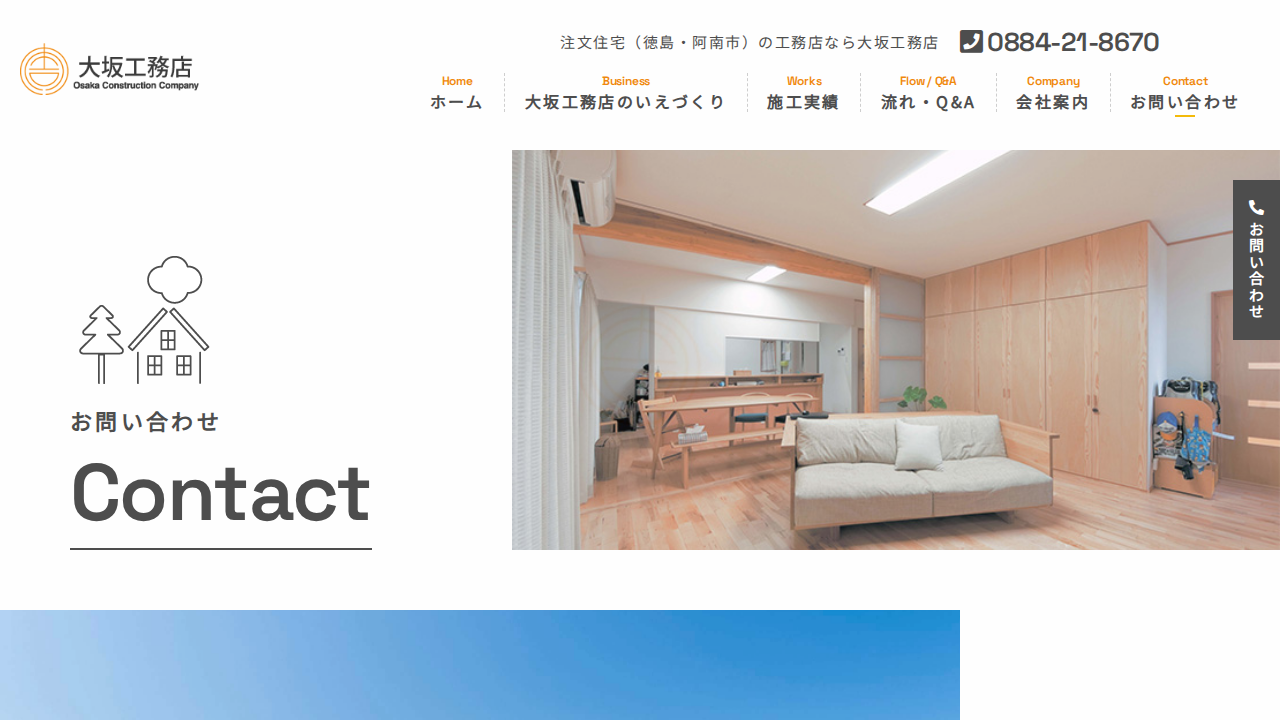 大坂工務店
Osaka Construction Company
注文住宅（徳島・阿南市）の工務店なら大坂工務店
0884-21-8670
Home
ホーム
Business
大坂工務店のいえづくり
Works
施工実績
Flow / Q&A
流れ・Q&A
Company
会社案内
Contact
お問い合わせ
お問い合わせ
お問い合わせ
Contact